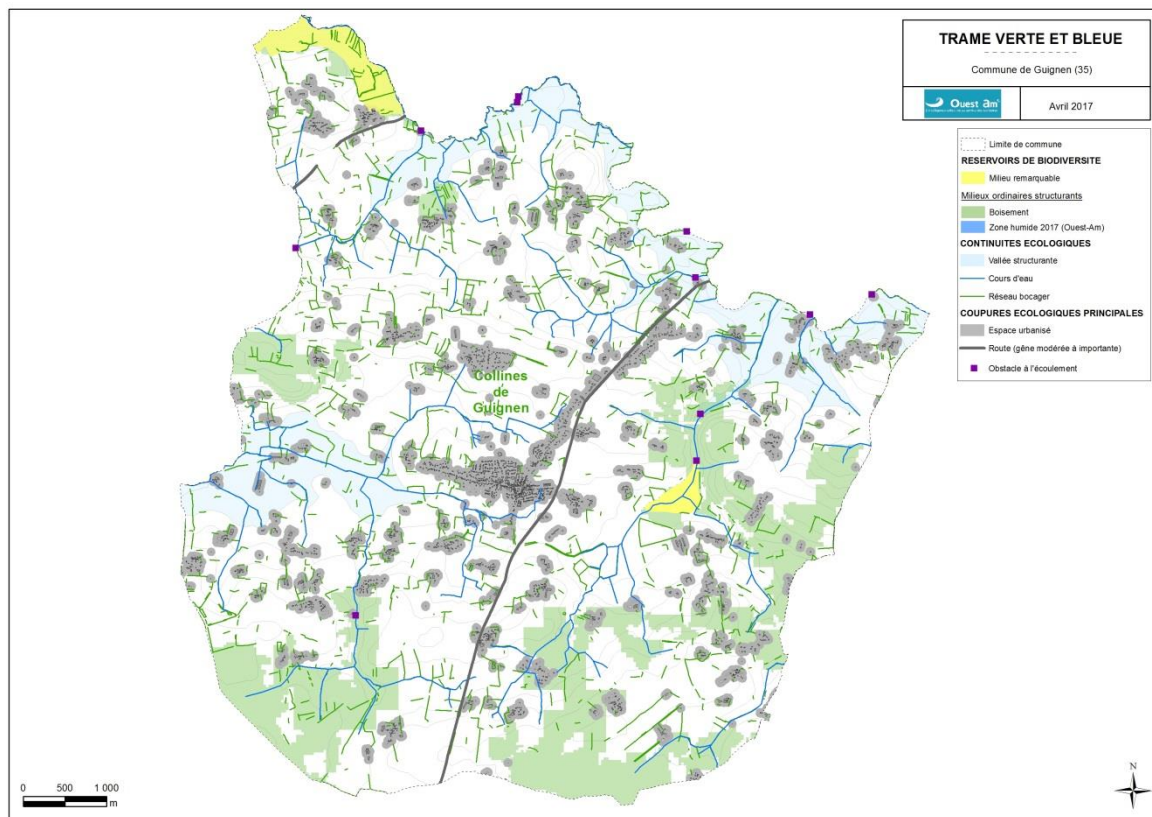 TRAME VERTE ET BLEUE
Commune de Guignen (35)
Ouest am'
Avril 2017
Limite de commune
RESERVOIRS DE BIODIVERSITE
Milieu remarquable
Milieux ordinaires structurants
Boisement
Zone humide 2017 (Ouest-Am)
CONTINUITES ECOLOGIQUES
Vallée structurante
Cours d'eau
Réseau bocager
COUPURES ECOLOGIQUES PRINCIPALES
Espace urbanisé
Route (gêne modérée à importante)
Obstacle à l'écoulement
Collines
de
Guignen
0 500 1 000
m
N